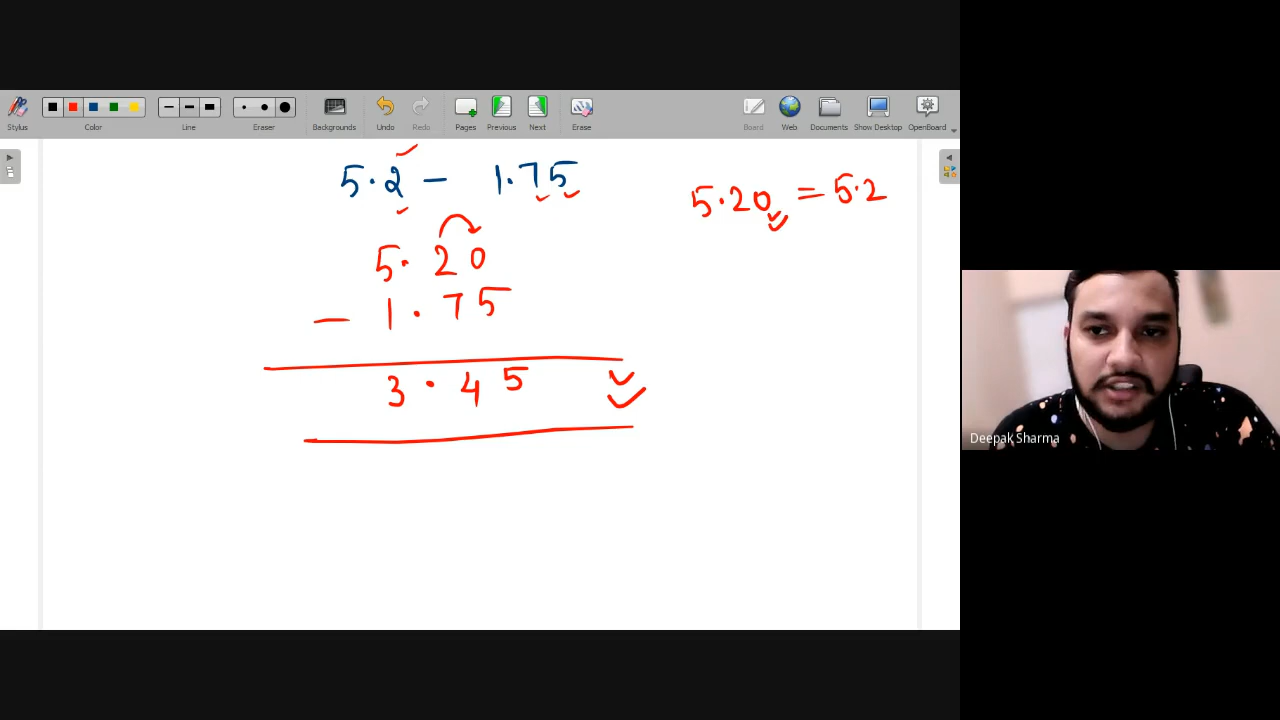 Stylus
Color
Line
Eraser
Backgrounds
Undo
Redo
Pages
Previous
Next
Erase
Board
Web
Documents
Show Desktop
OpenBoard
5.2 - 1.75
5.20 = 5.2
5.20
- 1.75
3.45
Deepak Sharma